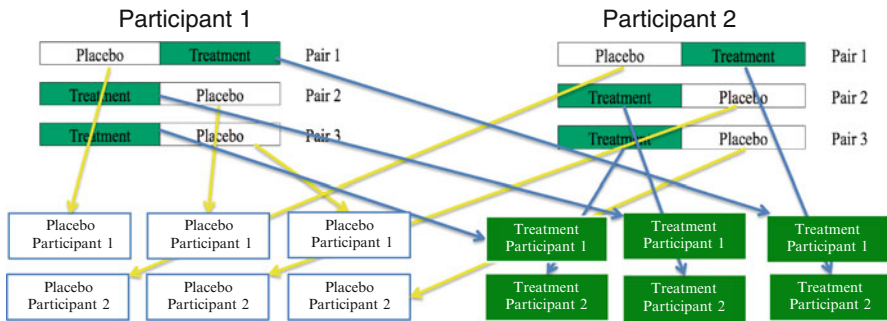 Participant 1
Participant 2
Placebo Treatment Pair 1
Placebo Treatment Pair 1
Treatment Placebo Pair 2
Treatment Placebo Pair 2
Treatment Placebo Pair 3
Treatment Placebo Pair 3
Placebo
Participant 1
Placebo
Participant 1
Placebo
Participant 1
Treatment
Participant 1
Treatment
Participant 1
Treatment
Participant 1
Placebo
Participant 2
Placebo
Participant 2
Placebo
Participant 2
Treatment
Participant 2
Treatment
Participant 2
Treatment
Participant 2